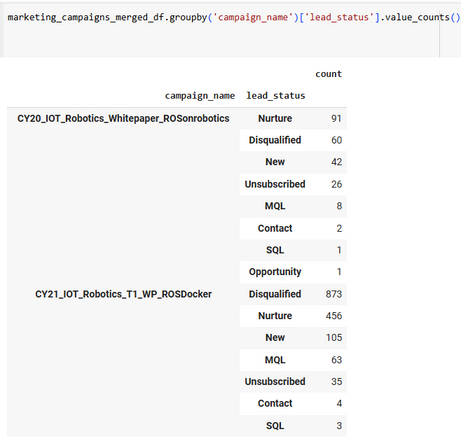 marketing_campaigns_merged_df.groupby('campaign_name')['lead_status'].value_counts()
count
campaign_name lead_status
CY20_IOT_Robotics_Whitepaper_ROSonrobotics Nurture 91
Disqualified 60
New 42
Unsubscribed 26
MQL 8
Contact 2
SQL 1
Opportunity 1
CY21_IOT_Robotics_T1_WP_ROSDocker Disqualified 873
Nurture 456
New 105
MQL 63
Unsubscribed 35
Contact 4
SQL 3